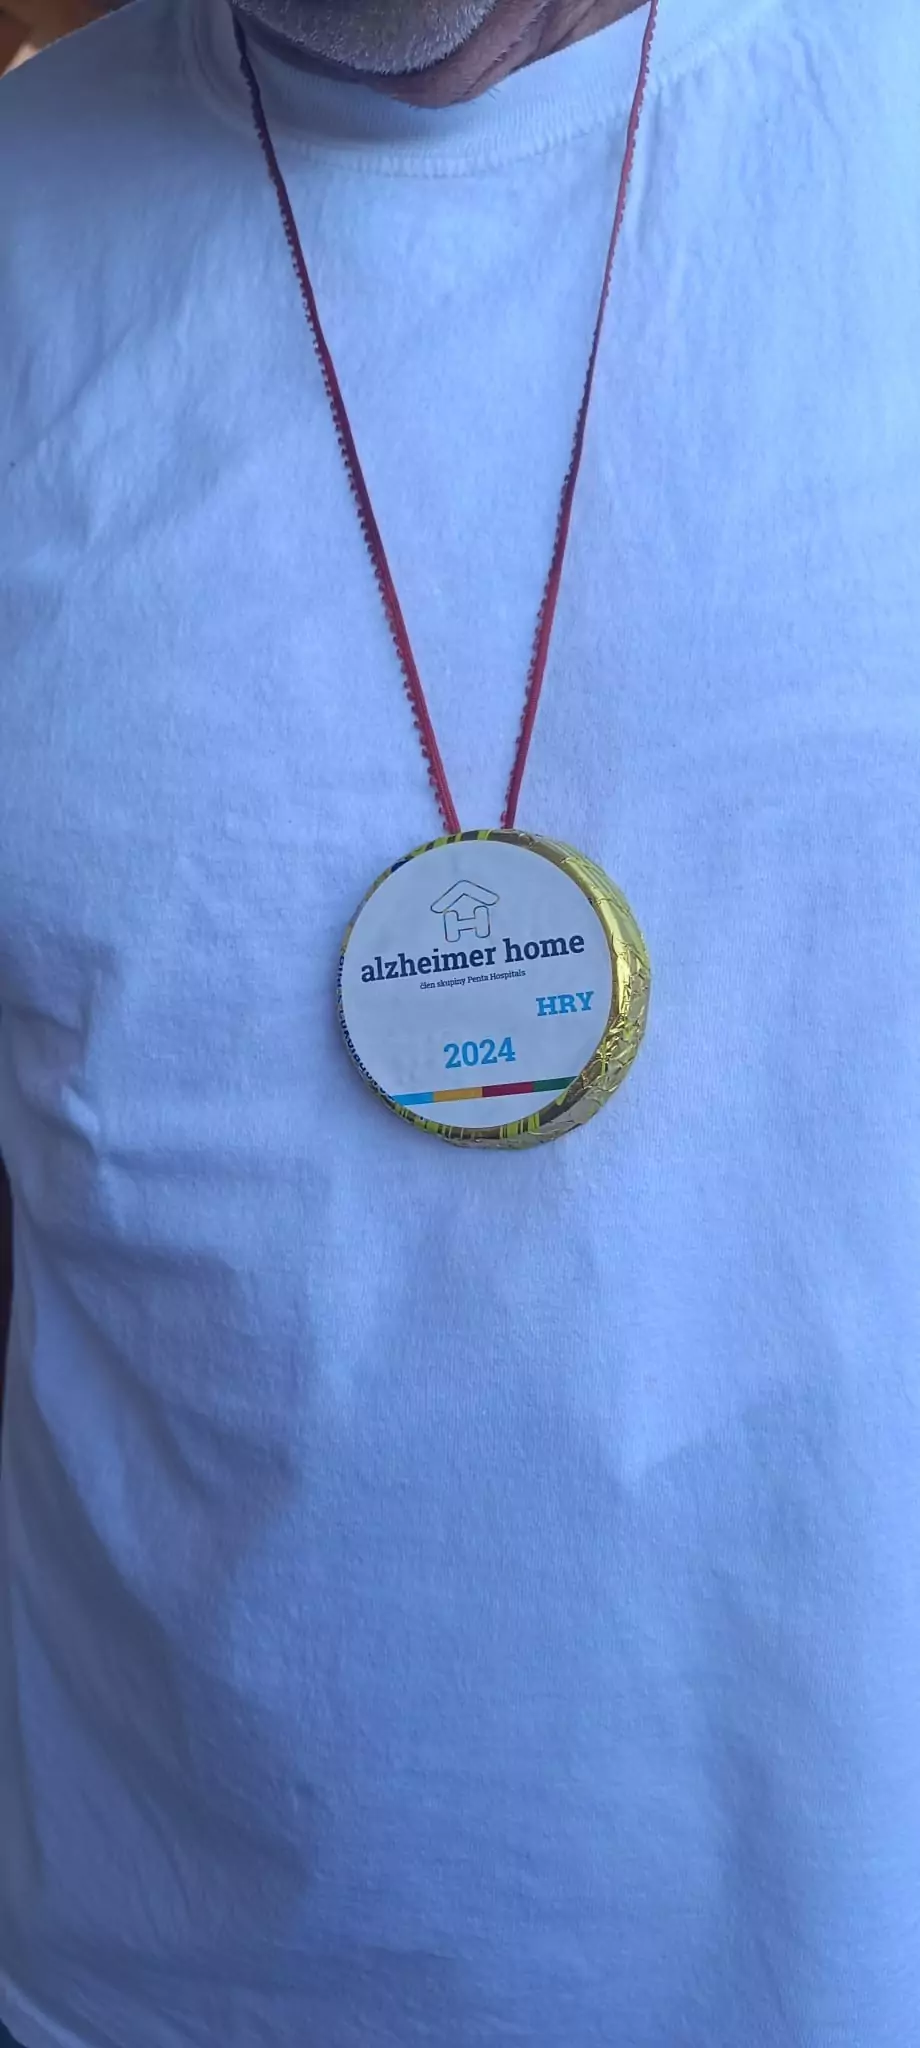 alzheimer home
člen skupiny Penta Hospitals
HRY
2024